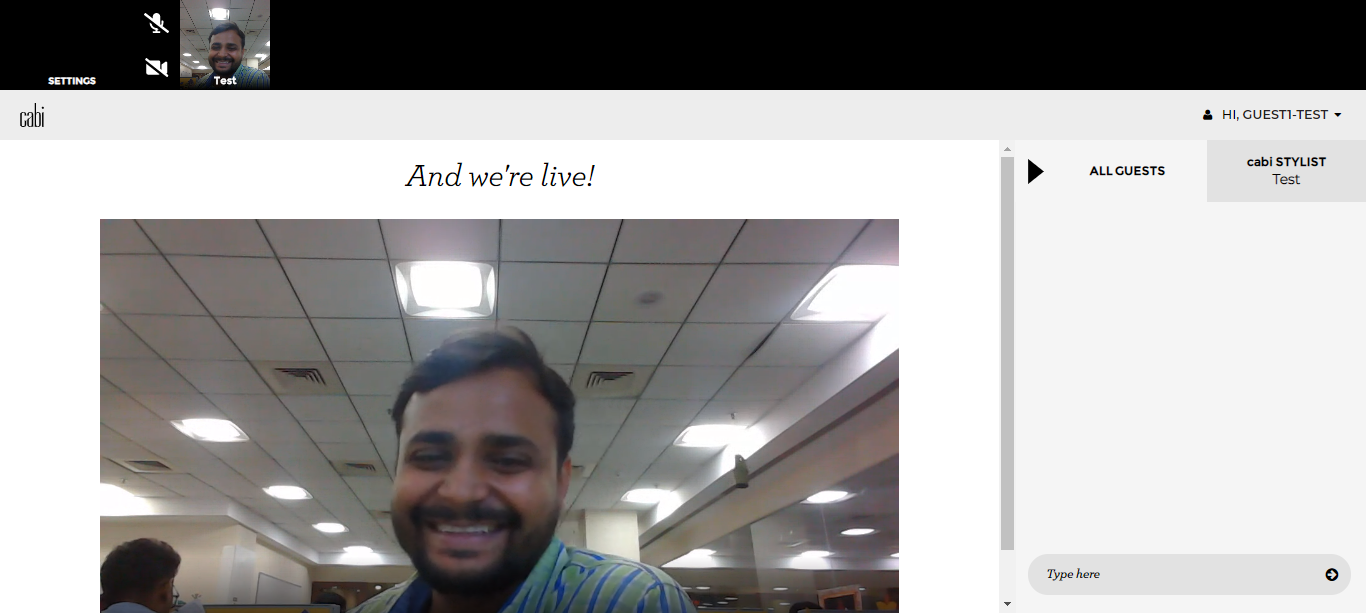 SETTINGS
Test
cabi
HI, GUEST1-TEST
And we're live!
ALL GUESTS
cabi STYLIST
Test
Type here